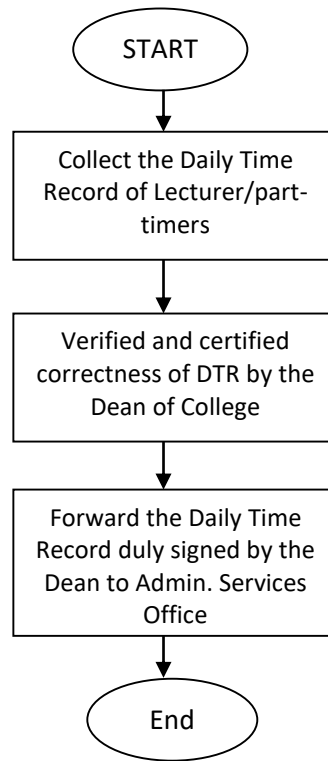 START
Collect the Daily Time
Record of Lecturer/part-
timers
Verified and certified
correctness of DTR by the
Dean of College
Forward the Daily Time
Record duly signed by the
Dean to Admin. Services
Office
End